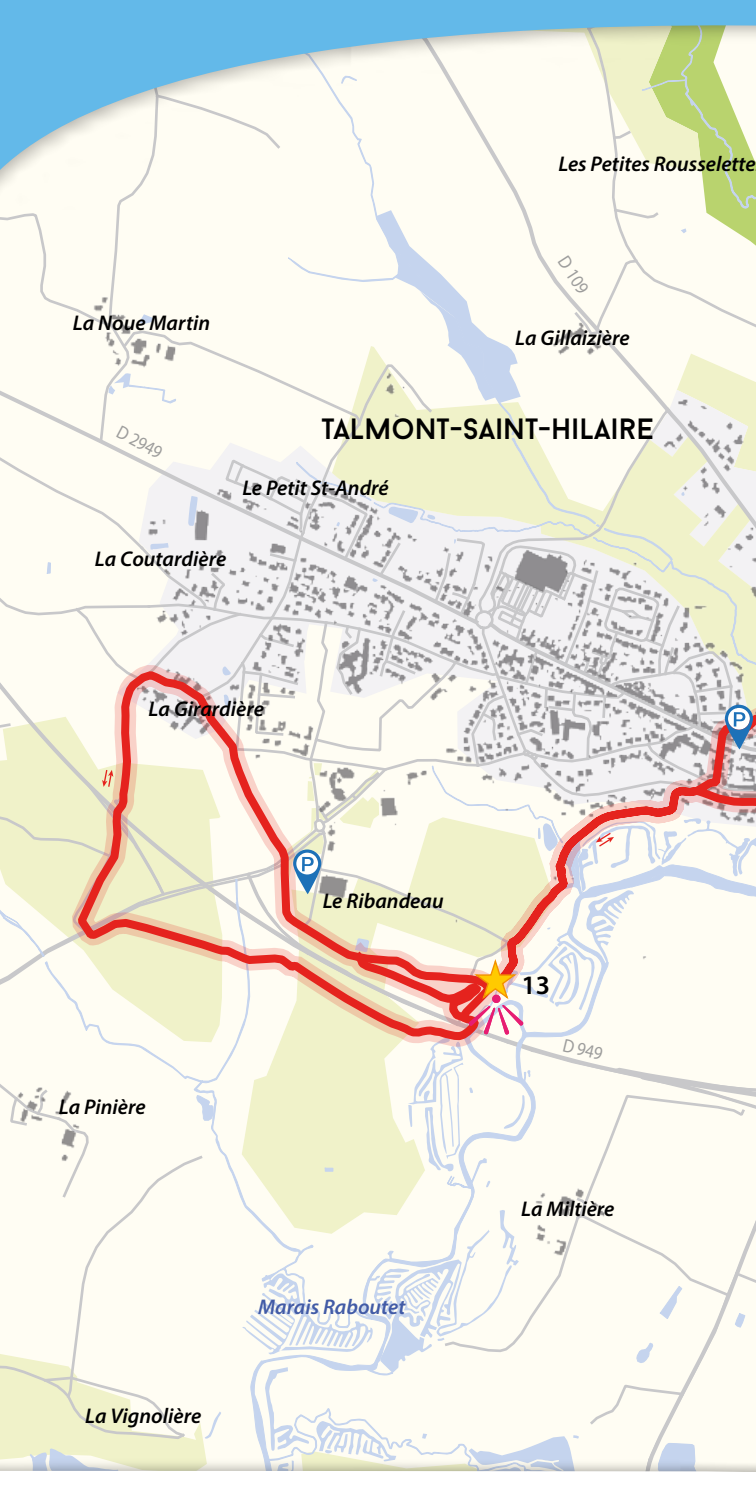 Les Petites Rousselette
D 109
La Noue Martin
La Gillaizière
TALMONT-SAINT-HILAIRE
D 2949
Le Petit St-André
La Coutardière
La Girardière
P
P
Le Ribandeau
13
D 949
La Pinière
La Miltière
Marais Raboutet
La Vignolière